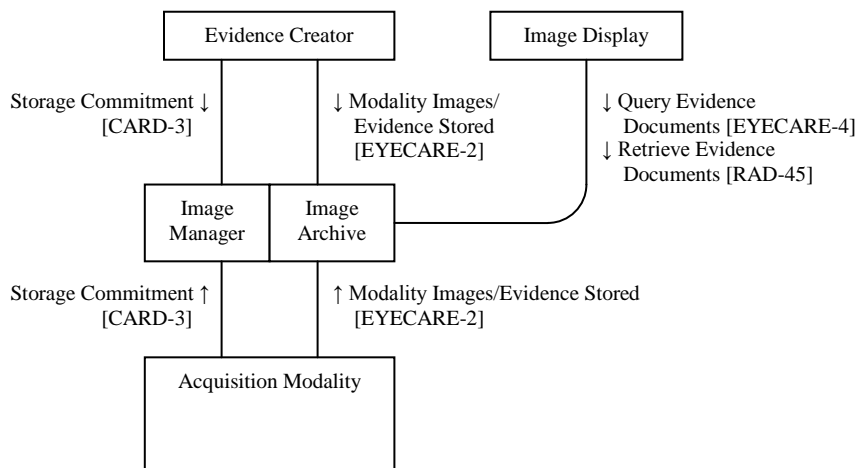 Evidence Creator
Image Display
Storage Commitment ↓
[CARD-3]
↓ Modality Images/
Evidence Stored
[EYECARE-2]
↓ Query Evidence
Documents [EYECARE-4]
↓ Retrieve Evidence
Documents [RAD-45]
Image
Manager
Image
Archive
Storage Commitment ↑
[CARD-3]
↑ Modality Images/Evidence Stored
[EYECARE-2]
Acquisition Modality